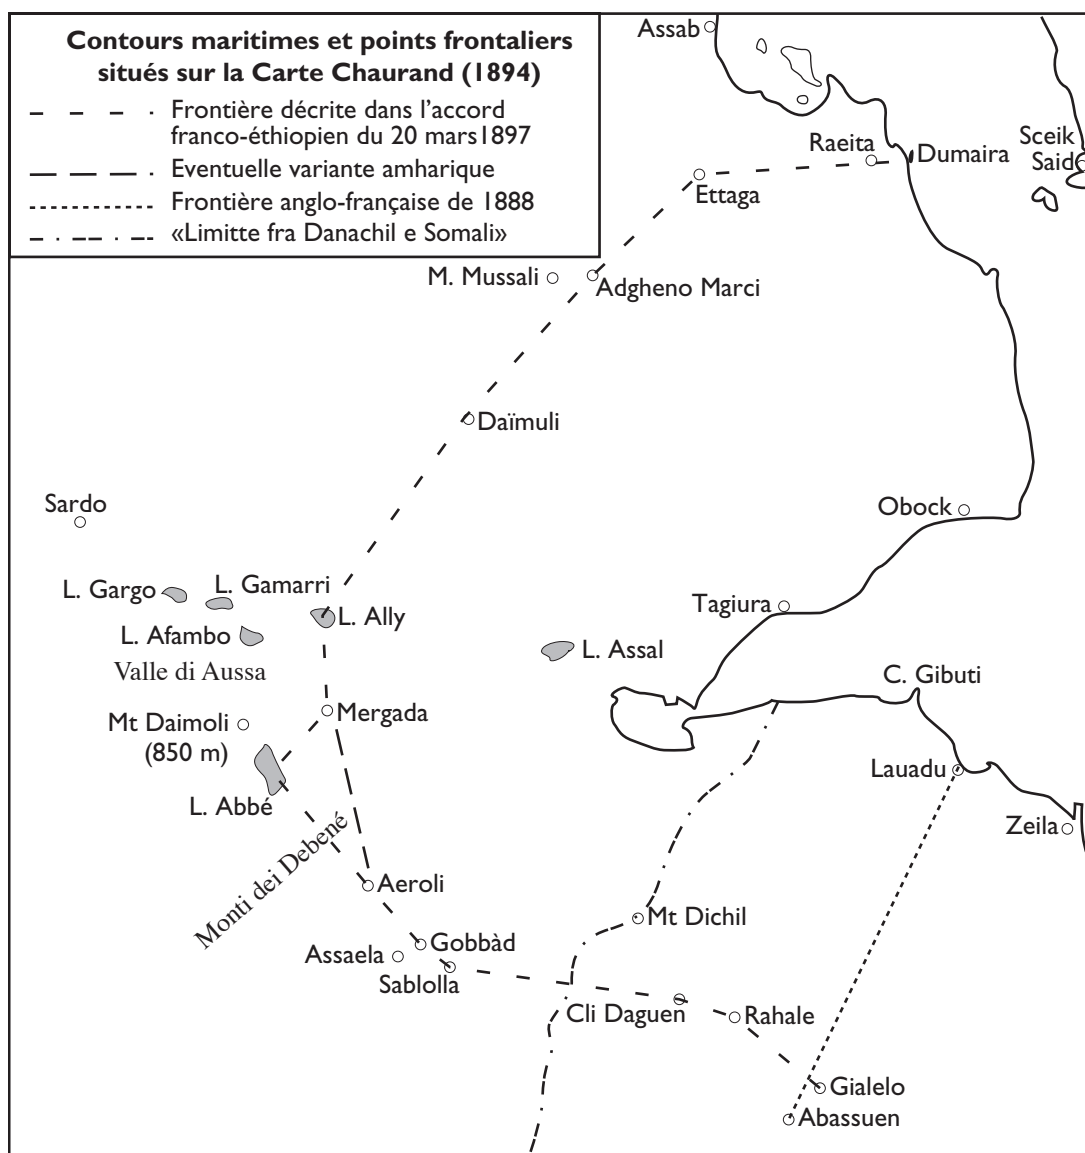 Contours maritimes et points frontaliers
situés sur la Carte Chaurand (1894)
Frontière décrite dans l'accord
franco-éthiopien du 20 mars1897
Eventuelle variante amharique
Frontière anglo-française de 1888
«Limitte fra Danachil e Somali»
Assab
Raeita
Dumaira
Sceik
Said
Ettaga
M. Mussali
Adgheno Marci
Daïmuli
Sardo
Obock
L. Gargo
L. Gamarri
L. Ally
Tagiura
L. Afambo
L. Assal
Valle di Aussa
C. Gibuti
Mt Daimoli
(850 m)
Mergada
Lauadu
L. Abbé
Zeila
Monti dei Debené
Aeroli
Mt Dichil
Gobbàd
Assaela
Sablolla
Cli Daguen
Rahale
Gialelo
Abassuen